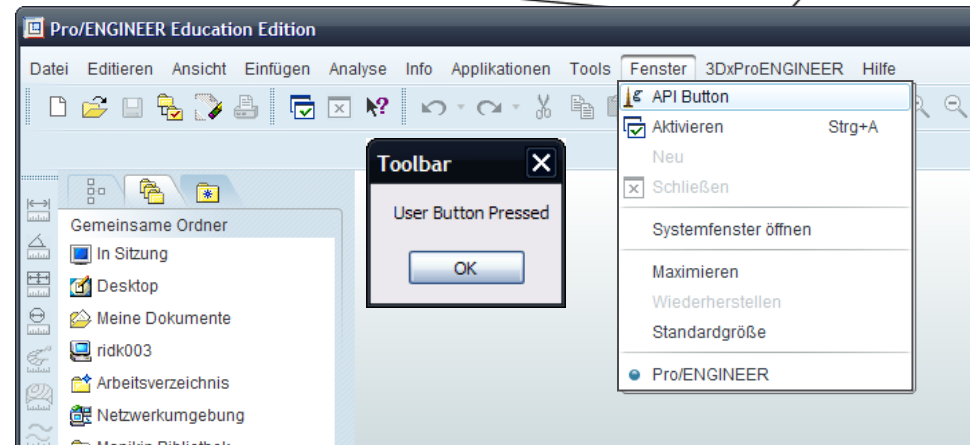 Pro/ENGINEER Education Edition
Datei Editieren Ansicht Einfügen Analyse Info Applikationen Tools Fenster 3DxProENGINEER Hilfe
API Button
Aktivieren Strg+A
Neu
Schließen
Systemfenster öffnen
Maximieren
Wiederherstellen
Standardgröße
Pro/ENGINEER
Toolbar
User Button Pressed
OK
Gemeinsame Ordner
In Sitzung
Desktop
Meine Dokumente
ridk003
Arbeitsverzeichnis
Netzwerkumgebung
Manikin Bibliothek